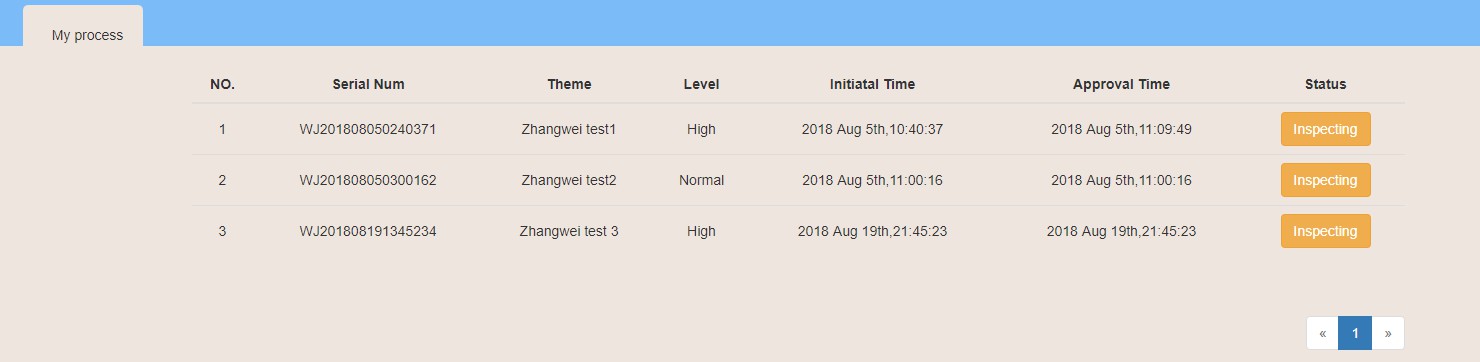 My process
NO. Serial Num Theme Level Initiatal Time Approval Time Status
1 WJ201808050240371 Zhangwei test1 High 2018 Aug 5th,10:40:37 2018 Aug 5th,11:09:49 Inspecting
2 WJ201808050300162 Zhangwei test2 Normal 2018 Aug 5th,11:00:16 2018 Aug 5th,11:00:16 Inspecting
3 WJ201808191345234 Zhangwei test 3 High 2018 Aug 19th,21:45:23 2018 Aug 19th,21:45:23 Inspecting
« 1 »